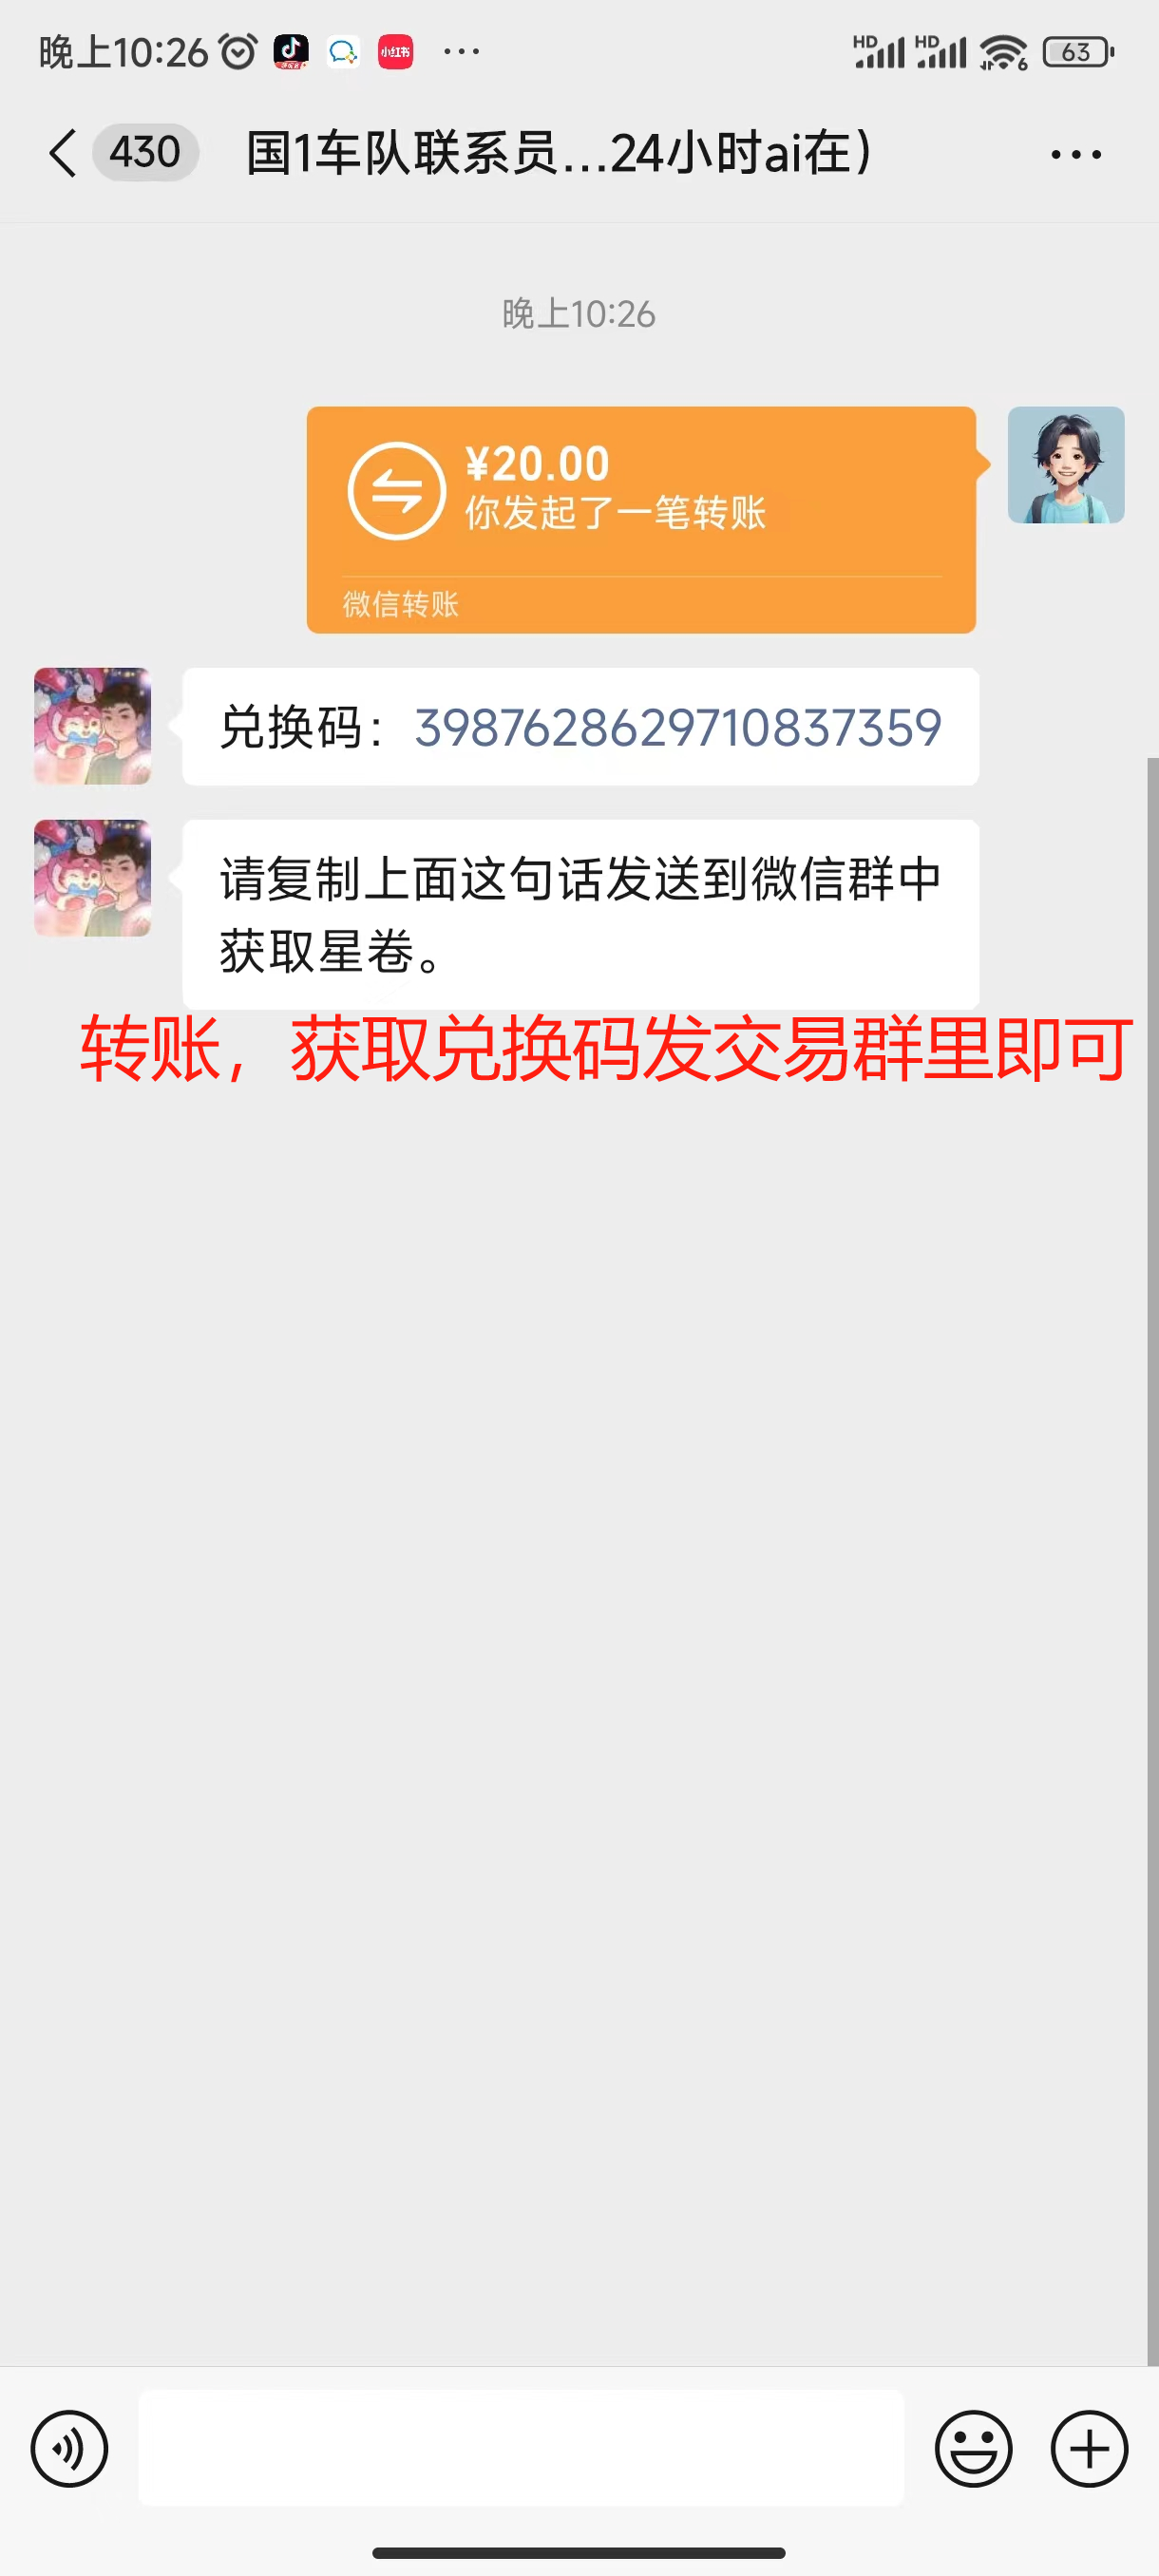 晚上10:26
小红书
HD HD 6 63
430 国1车队联系员...24小时ai在）
晚上10:26
¥20.00
你发起了一笔转账
微信转账
兑换码：3987628629710837359
请复制上面这句话发送到微信群中
获取星卷。
转账，获取兑换码发交易群里即可